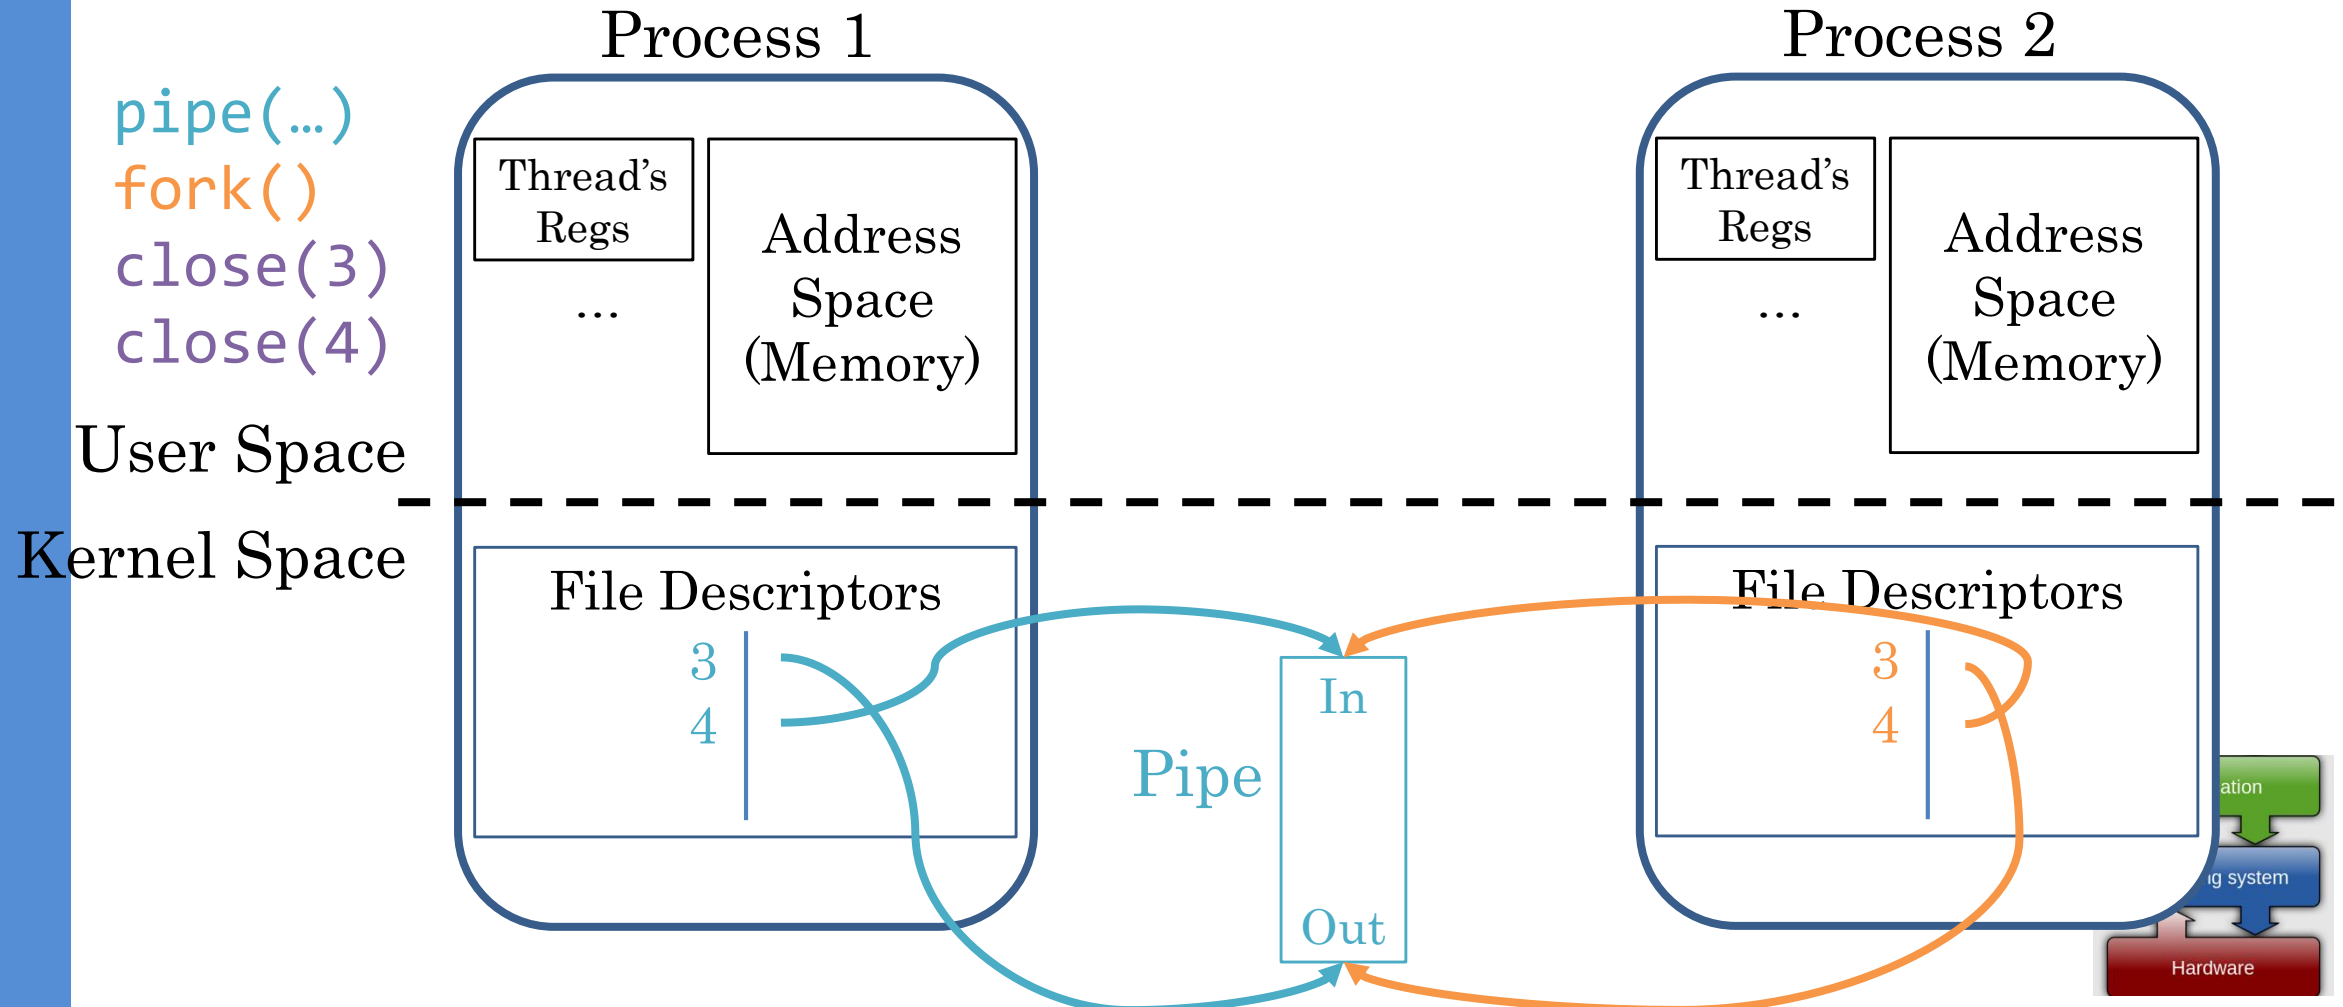 Process 1
Process 2
pipe(…)
fork()
close(3)
close(4)
Thread's
Regs
...
Address
Space
(Memory)
Thread's
Regs
...
Address
Space
(Memory)
User Space
Kernel Space
File Descriptors
3
4
Pipe
In
Out
File Descriptors
3
4
ation
ng system
Hardware